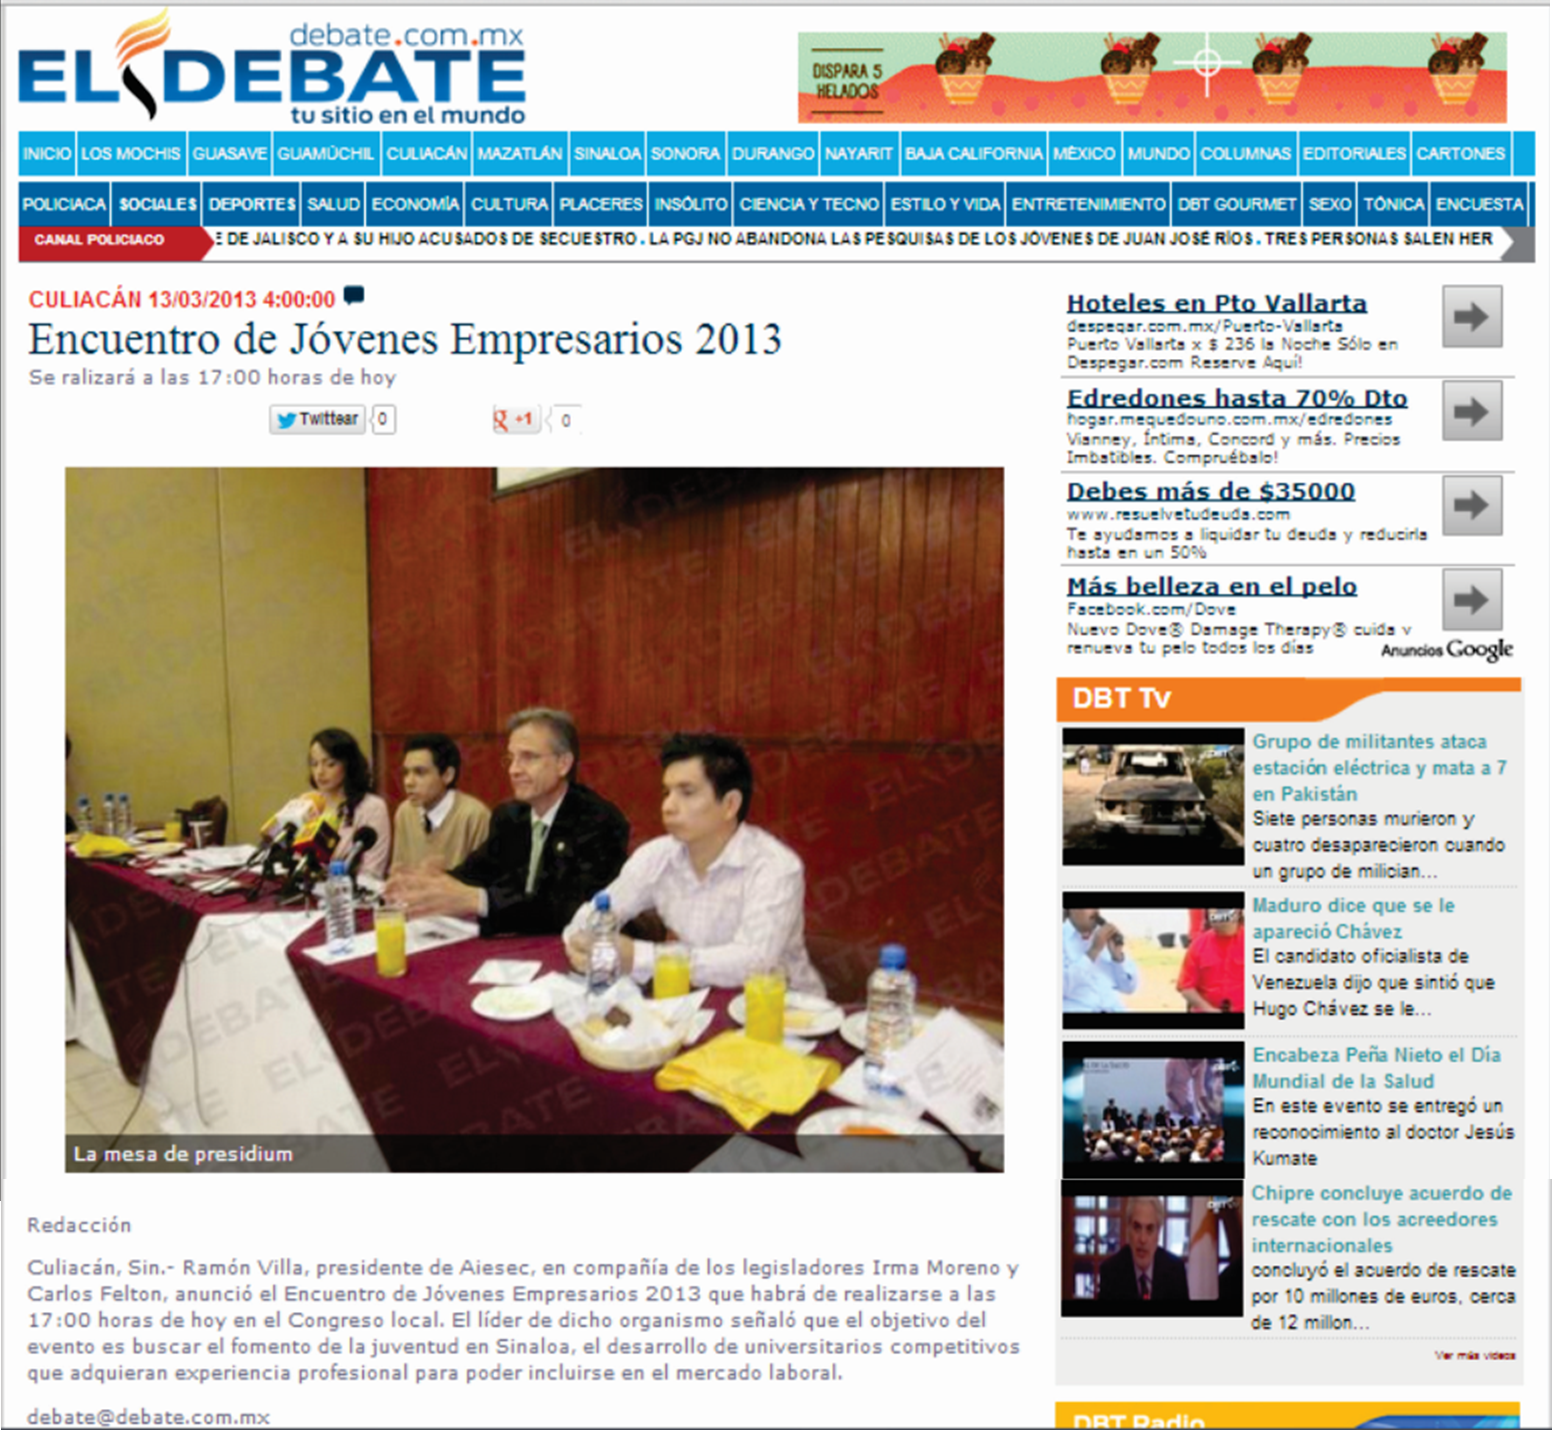 debate.com.mx
EL DEBATE
tu sitio en el mundo
DISPARA 5
HELADOS
INICIO LOS MOCHIS GUASAVE GUAMÚCHIL CULIACÁN MAZATLÁN SINALOA SONORA DURANGO NAYARIT BAJA CALIFORNIA MÉXICO MUNDO COLUMNAS EDITORIALES CARTONES
POLICIACA SOCIALES DEPORTES SALUD ECONOMÍA CULTURA PLACERES INSÓLITO CIENCIA Y TECNO ESTILO Y VIDA ENTRETENIMIENTO DBT GOURMET SEXO TÓNICA ENCUESTA
CANAL POLICIACO E DE JALISCO Y A SU HIJO ACUSADOS DE SECUESTRO. LA PGJ NO ABANDONA LAS PESQUISAS DE LOS JÓVENES DE JUAN JOSÉ RÍOS. TRES PERSONAS SALEN HER
CULIACÁN 13/03/2013 4:00:00
Encuentro de Jóvenes Empresarios 2013
Se ralizará a las 17:00 horas de hoy
Twittear 0
g +1 0
La mesa de presidium
Redacción
Culiacán, Sin.- Ramón Villa, presidente de Aiesec, en compañía de los legisladores Irma Moreno y
Carlos Felton, anunció el Encuentro de Jóvenes Empresarios 2013 que habrá de realizarse a las
17:00 horas de hoy en el Congreso local. El líder de dicho organismo señaló que el objetivo del
evento es buscar el fomento de la juventud en Sinaloa, el desarrollo de universitarios competitivos
que adquieran experiencia profesional para poder incluirse en el mercado laboral.
debate@debate.com.mx
Hoteles en Pto Vallarta
despegar.com.mx/Puerto-Vallarta
Puerto Vallarta x $ 236 la Noche Sólo en
Despegar.com Reserve Aquí!
Edredones hasta 70% Dto
hogar.mequedouno.com.mx/edredones
Vianney, Íntima, Concord y más. Precios
Imbatibles. Compruébalo!
Debes más de $35000
www.resuelvetudeuda.com
Te ayudamos a liquidar tu deuda y reducirla
hasta en un 50%
Más belleza en el pelo
Facebook.com/Dove
Nuevo Dove® Damage Therapy® cuida y
renueva tu pelo todos los días
Anuncios Google
DBT Tv
Grupo de militantes ataca
estación eléctrica y mata a 7
en Pakistán
Siete personas murieron y
cuatro desaparecieron cuando
un grupo de milician...
Maduro dice que se le
apareció Chávez
El candidato oficialista de
Venezuela dijo que sintió que
Hugo Chávez se le...
Encabeza Peña Nieto el Día
Mundial de la Salud
En este evento se entregó un
reconocimiento al doctor Jesús
Kumate
Chipre concluye acuerdo de
rescate con los acreedores
internacionales
concluyó el acuerdo de rescate
por 10 millones de euros, cerca
de 12 millon...
Ver más videos
DBT Radio